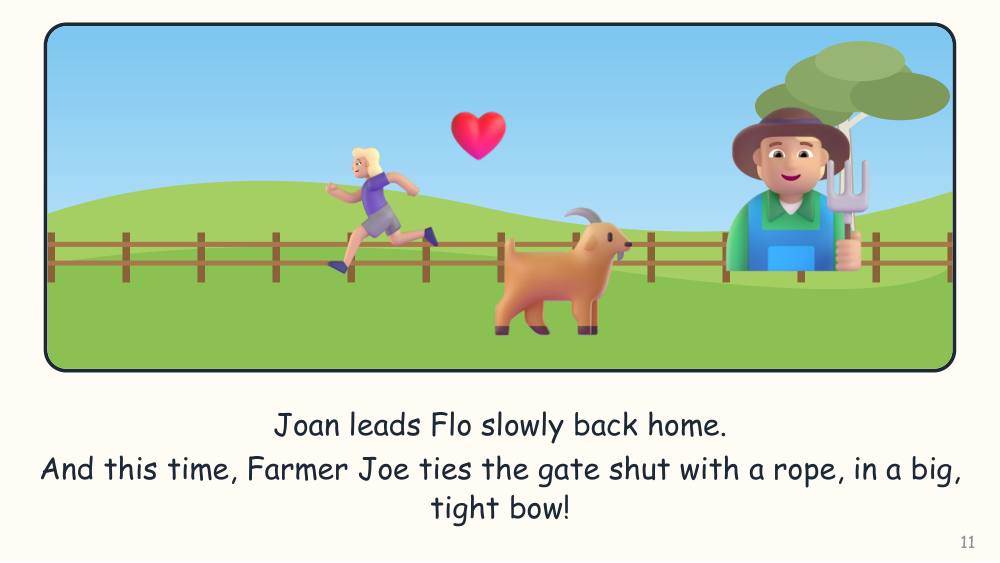 Joan leads Flo slowly back home.
And this time, Farmer Joe ties the gate shut with a rope, in a big,
tight bow!
11